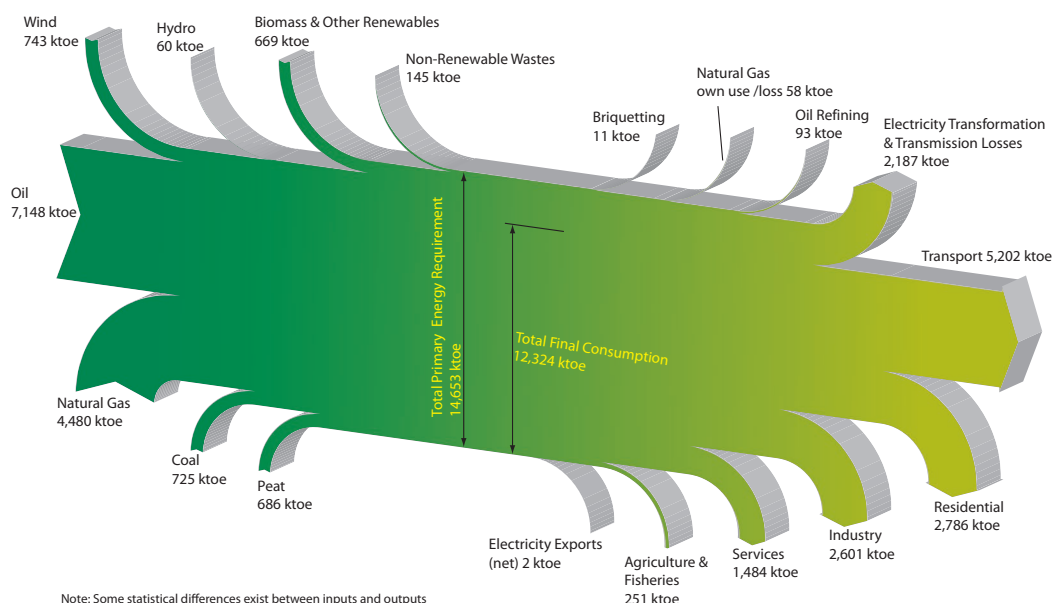 Wind
743 ktoe
Hydro
60 ktoe
Biomass & Other Renewables
669 ktoe
Non-Renewable Wastes
145 ktoe
Briquetting
11 ktoe
Natural Gas
own use /loss 58 ktoe
Oil Refining
93 ktoe
Electricity Transformation
& Transmission Losses
2,187 ktoe
Oil
7,148 ktoe
Transport 5,202 ktoe
Total Primary Energy Requirement
14,653 ktoe
Total Final Consumption
12,324 ktoe
Natural Gas
4,480 ktoe
Coal
725 ktoe
Peat
686 ktoe
Electricity Exports
(net) 2 ktoe
Agriculture &
Fisheries
251 ktoe
Services
1,484 ktoe
Industry
2,601 ktoe
Residential
2,786 ktoe
Note: Some statistical differences exist between inputs and outputs